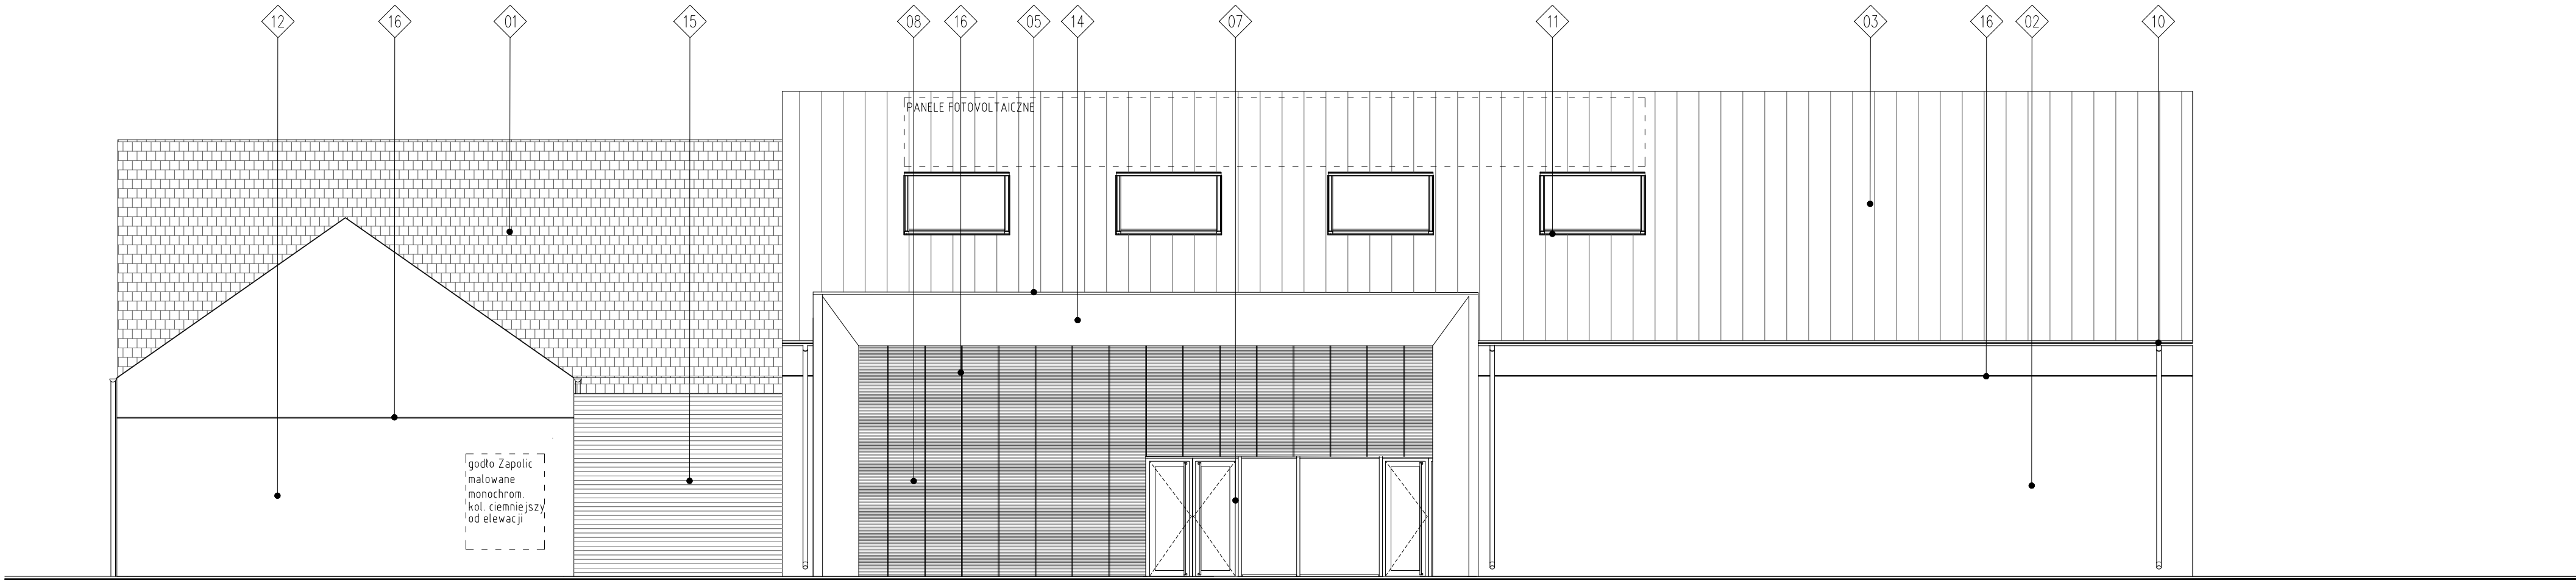 12 16 01 15 08 16 05 14 07 11 03 16 02 10
PANELE FOTOVOLTAICZNE
godło Zapolic
malowane
monochrom.
kol. ciemniejszy
od elewacji